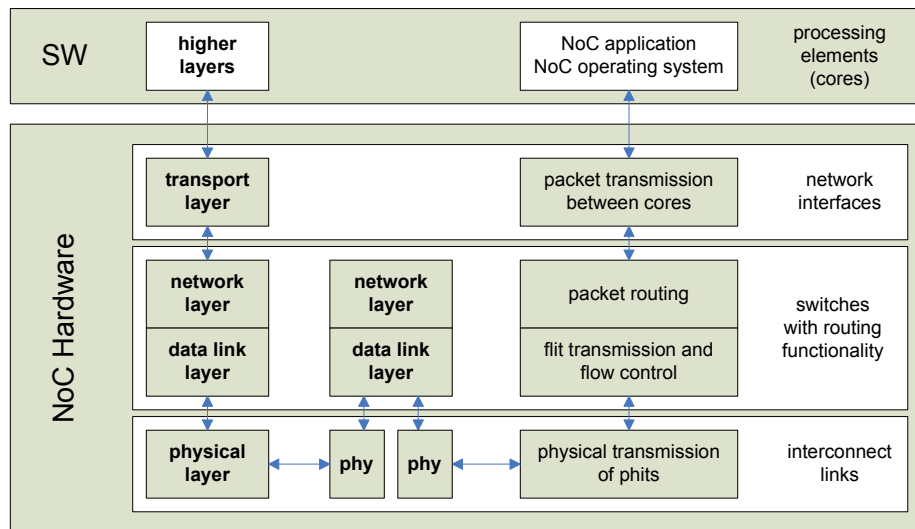 SW
higher
layers
NoC application
NoC operating system
processing
elements
(cores)
NoC Hardware
transport
layer
packet transmission
between cores
network
interfaces
network
layer
network
layer
packet routing
data link
layer
data link
layer
flit transmission and
flow control
switches
with routing
functionality
physical
layer
phy
phy
physical transmission
of phits
interconnect
links